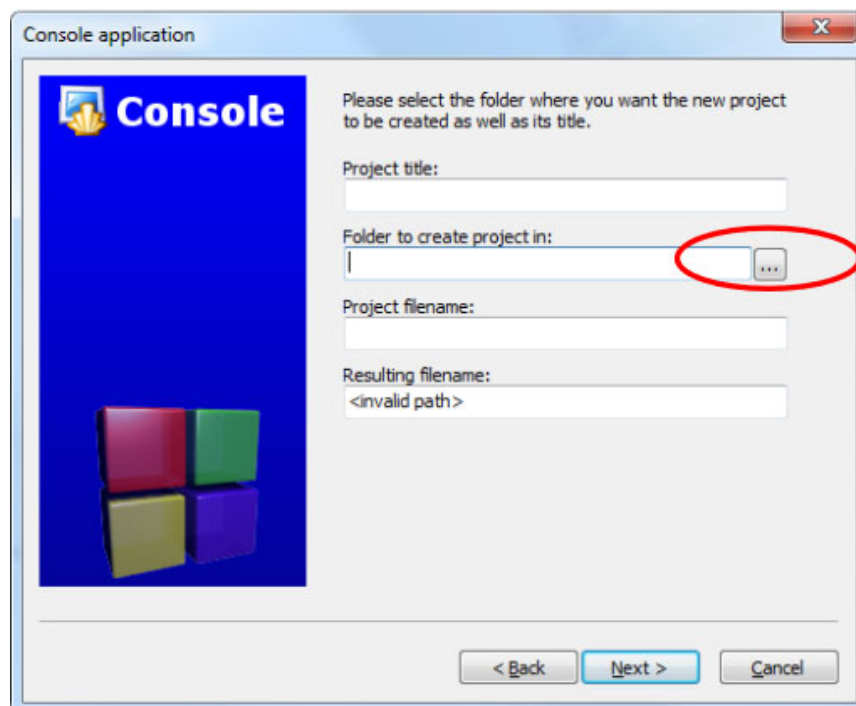 Console application
Console
Please select the folder where you want the new project
to be created as well as its title.
Project title:
Folder to create project in:
...
Project filename:
Resulting filename:
<invalid path>
< Back
Next >
Cancel